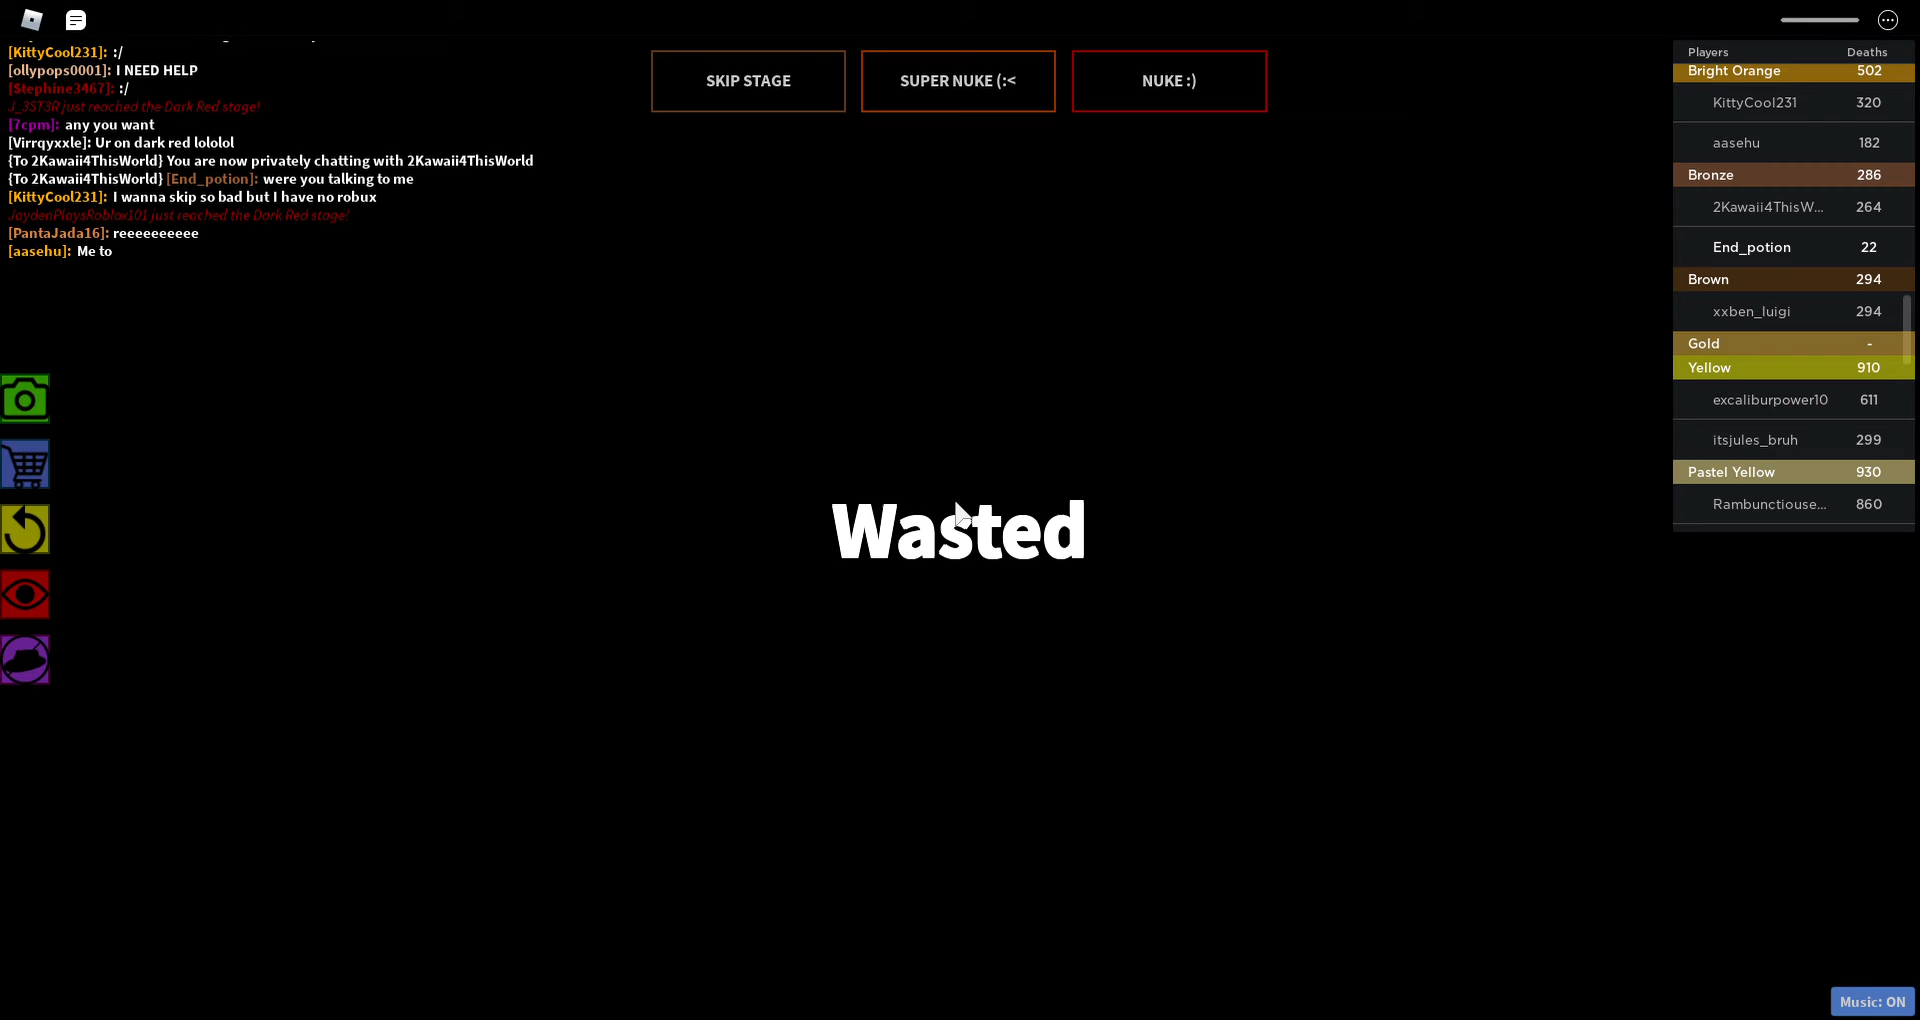 [KittyCool231]: :/
[ollypops0001]: I NEED HELP
[Stephine3467]: :/
J_3ST3R just reached the Dark Red stage!
[7cpm]: any you want
[Virrqyxxle]: Ur on dark red lololol
{To 2Kawaii4ThisWorld} You are now privately chatting with 2Kawaii4ThisWorld
{To 2Kawaii4ThisWorld} [End_potion]: were you talking to me
[KittyCool231]: I wanna skip so bad but I have no robux
JaydenPlaysRoblox101 just reached the Dark Red stage!
[PantaJada16]: reeeeeeeeee
[aasehu]: Me to
SKIP STAGE
SUPER NUKE (:<
NUKE :)
Players Deaths
Bright Orange 502
KittyCool231 320
aasehu 182
Bronze 286
2Kawaii4ThisW... 264
End_potion 22
Brown 294
xxben_luigi 294
Gold -
Yellow 910
excaliburpower10 611
itsjules_bruh 299
Pastel Yellow 930
Rambunctiouse... 860
Wasted
Music: ON